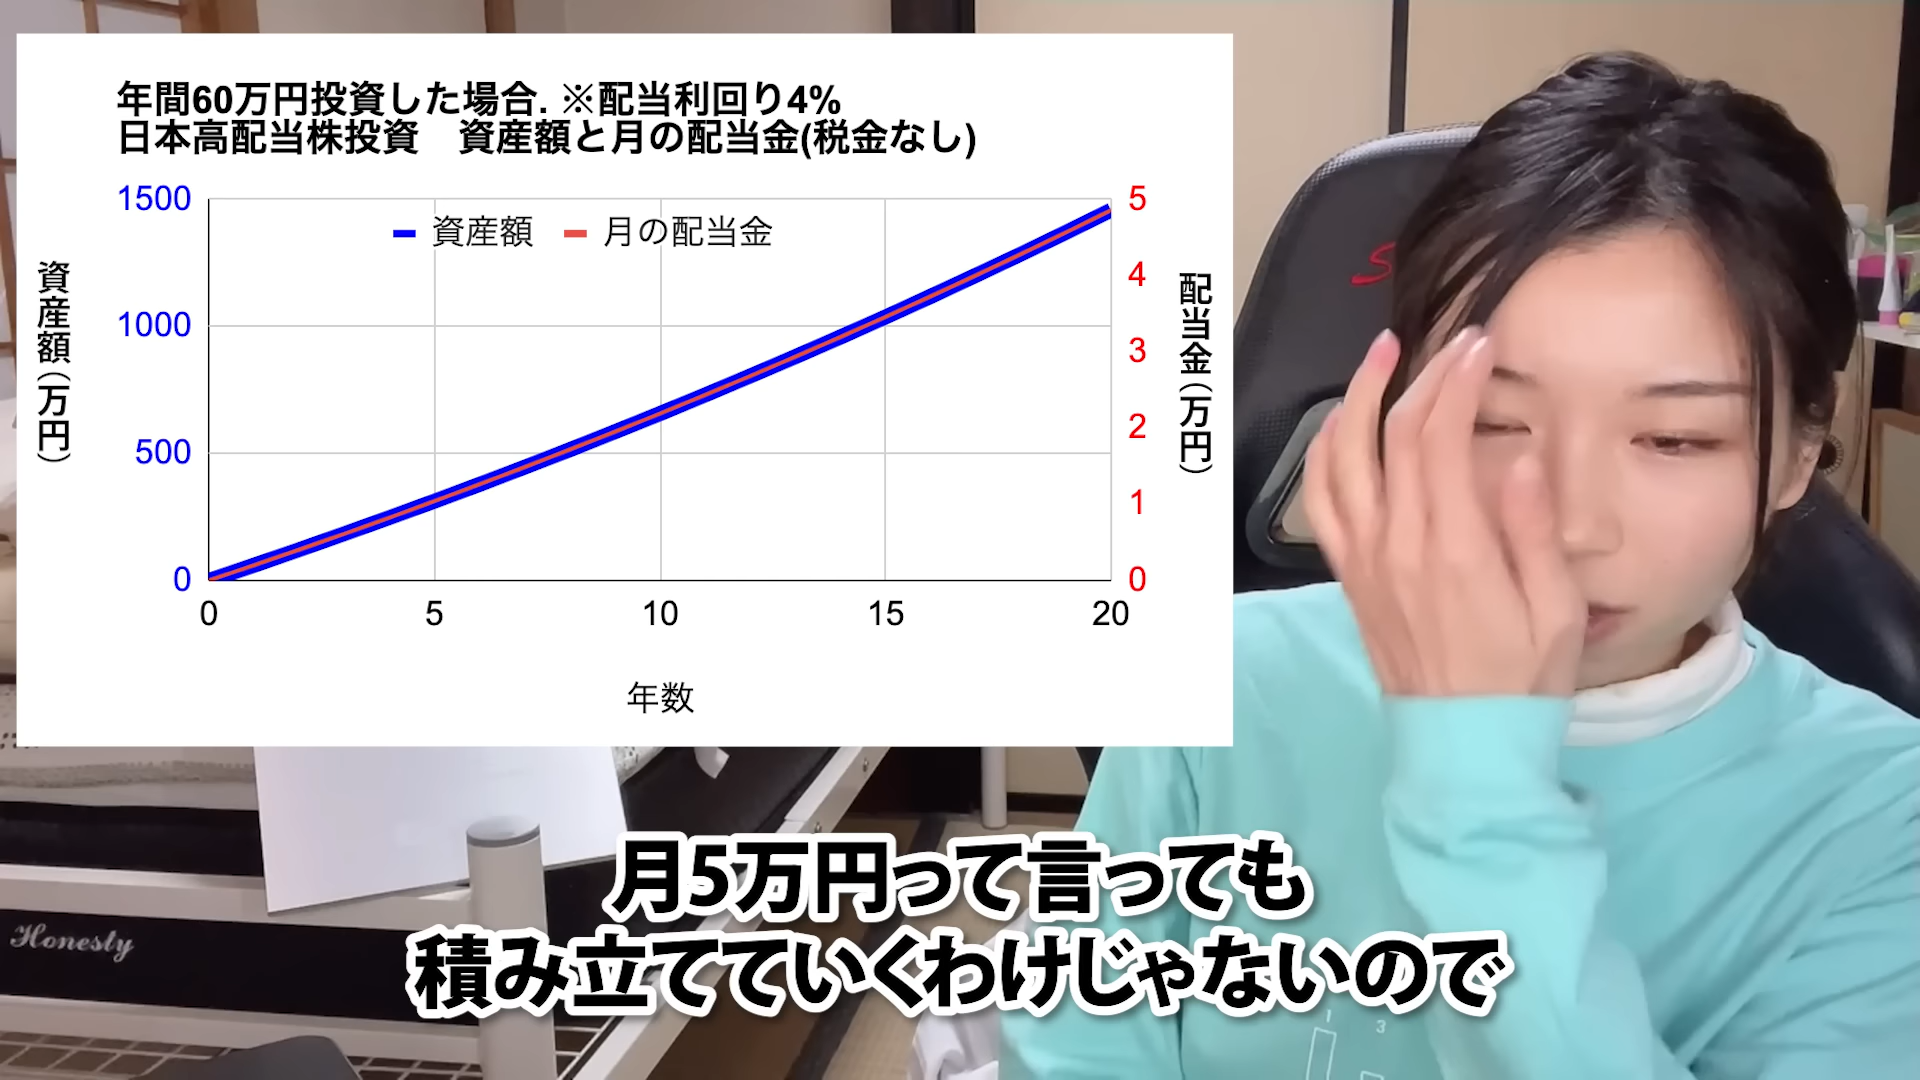 年間60万円投資した場合. ※配当利回り4%
日本高配当株投資　資産額と月の配当金(税金なし)
資産額(万円)
1500
1000
500
0
資産額
月の配当金
5
4
3
2
1
0
配当金(万円)
0
5
10
15
20
年数
S
Honesty
月5万円って言っても
積み立てていくわけじゃないので
1
3